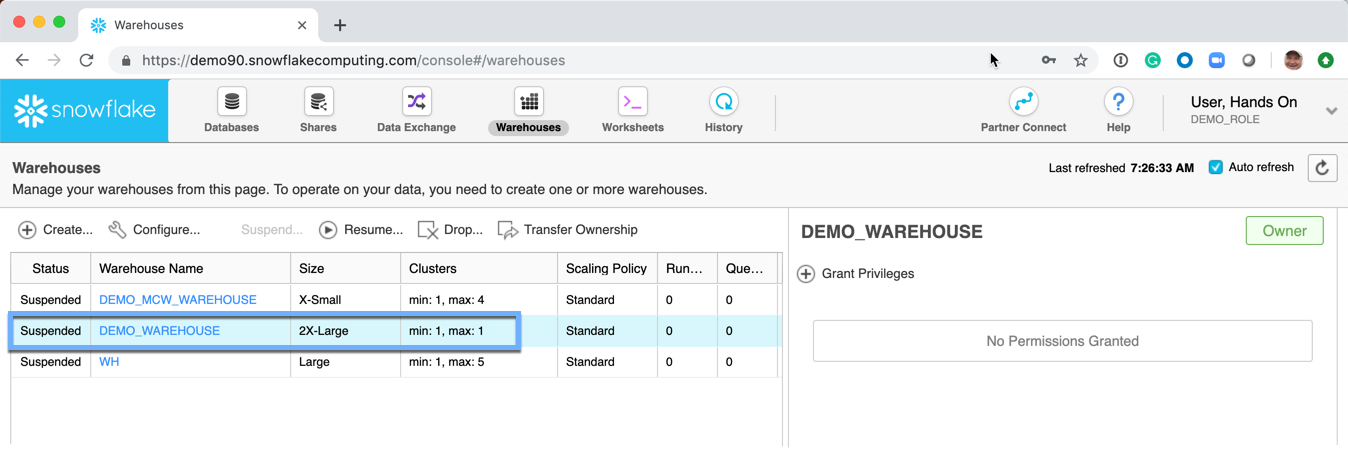 Warehouses
https://demo90.snowflakecomputing.com/console#/warehouses
snowflake
Databases
Shares
Data Exchange
Warehouses
Worksheets
History
Partner Connect
Help
User, Hands On
DEMO_ROLE
Warehouses
Last refreshed 7:26:33 AM Auto refresh
Manage your warehouses from this page. To operate on your data, you need to create one or more warehouses.
Create... Configure... Suspend... Resume... Drop... Transfer Ownership
Status Warehouse Name Size Clusters Scaling Policy Run... Que...
Suspended DEMO_MCW_WAREHOUSE X-Small min: 1, max: 4 Standard 0 0
Suspended DEMO_WAREHOUSE 2X-Large min: 1, max: 1 Standard 0 0
Suspended WH Large min: 1, max: 5 Standard 0 0
DEMO_WAREHOUSE Owner
Grant Privileges
No Permissions Granted